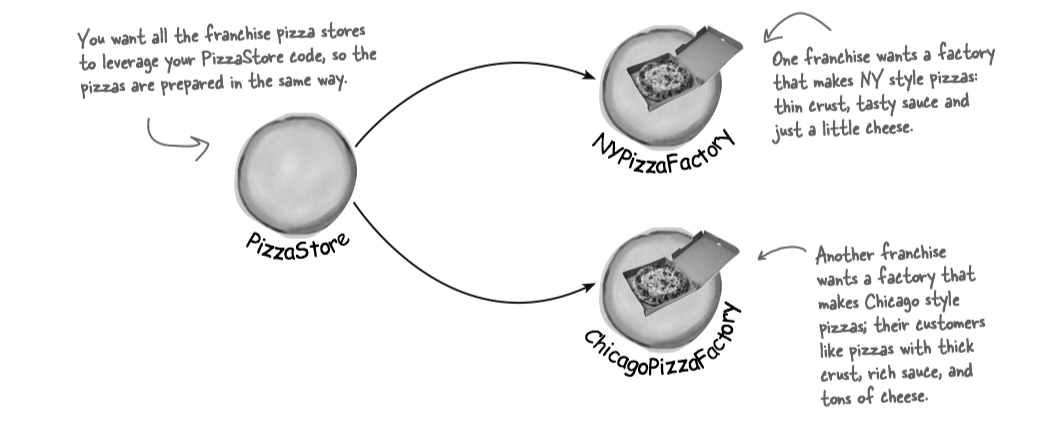 You want all the franchise pizza stores
to leverage your PizzaStore code, so the
pizzas are prepared in the same way.
PizzaStore
NYPizzaFactory
One franchise wants a factory
that makes NY style pizzas:
thin crust, tasty sauce and
just a little cheese.
ChicagoPizzaFactory
Another franchise
wants a factory that
makes Chicago style
pizzas; their customers
like pizzas with thick
crust, rich sauce, and
tons of cheese.